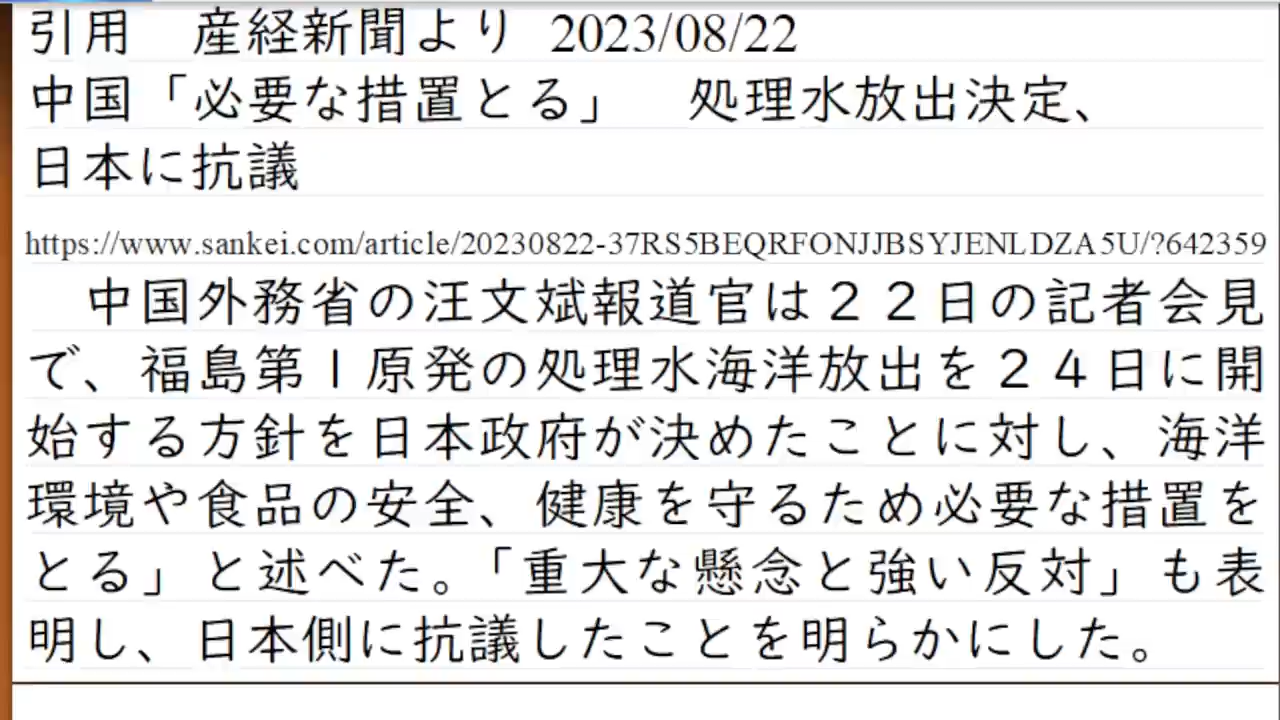 引用　産経新聞より 2023/08/22
中国「必要な措置とる」　処理水放出決定、
日本に抗議
https://www.sankei.com/article/20230822-37RS5BEQRFONJJBSYJENLDZA5U/?642359
　中国外務省の汪文斌報道官は２２日の記者会見
で、福島第１原発の処理水海洋放出を２４日に開
始する方針を日本政府が決めたことに対し、海洋
環境や食品の安全、健康を守るため必要な措置を
とる」と述べた。「重大な懸念と強い反対」も表
明し、日本側に抗議したことを明らかにした。